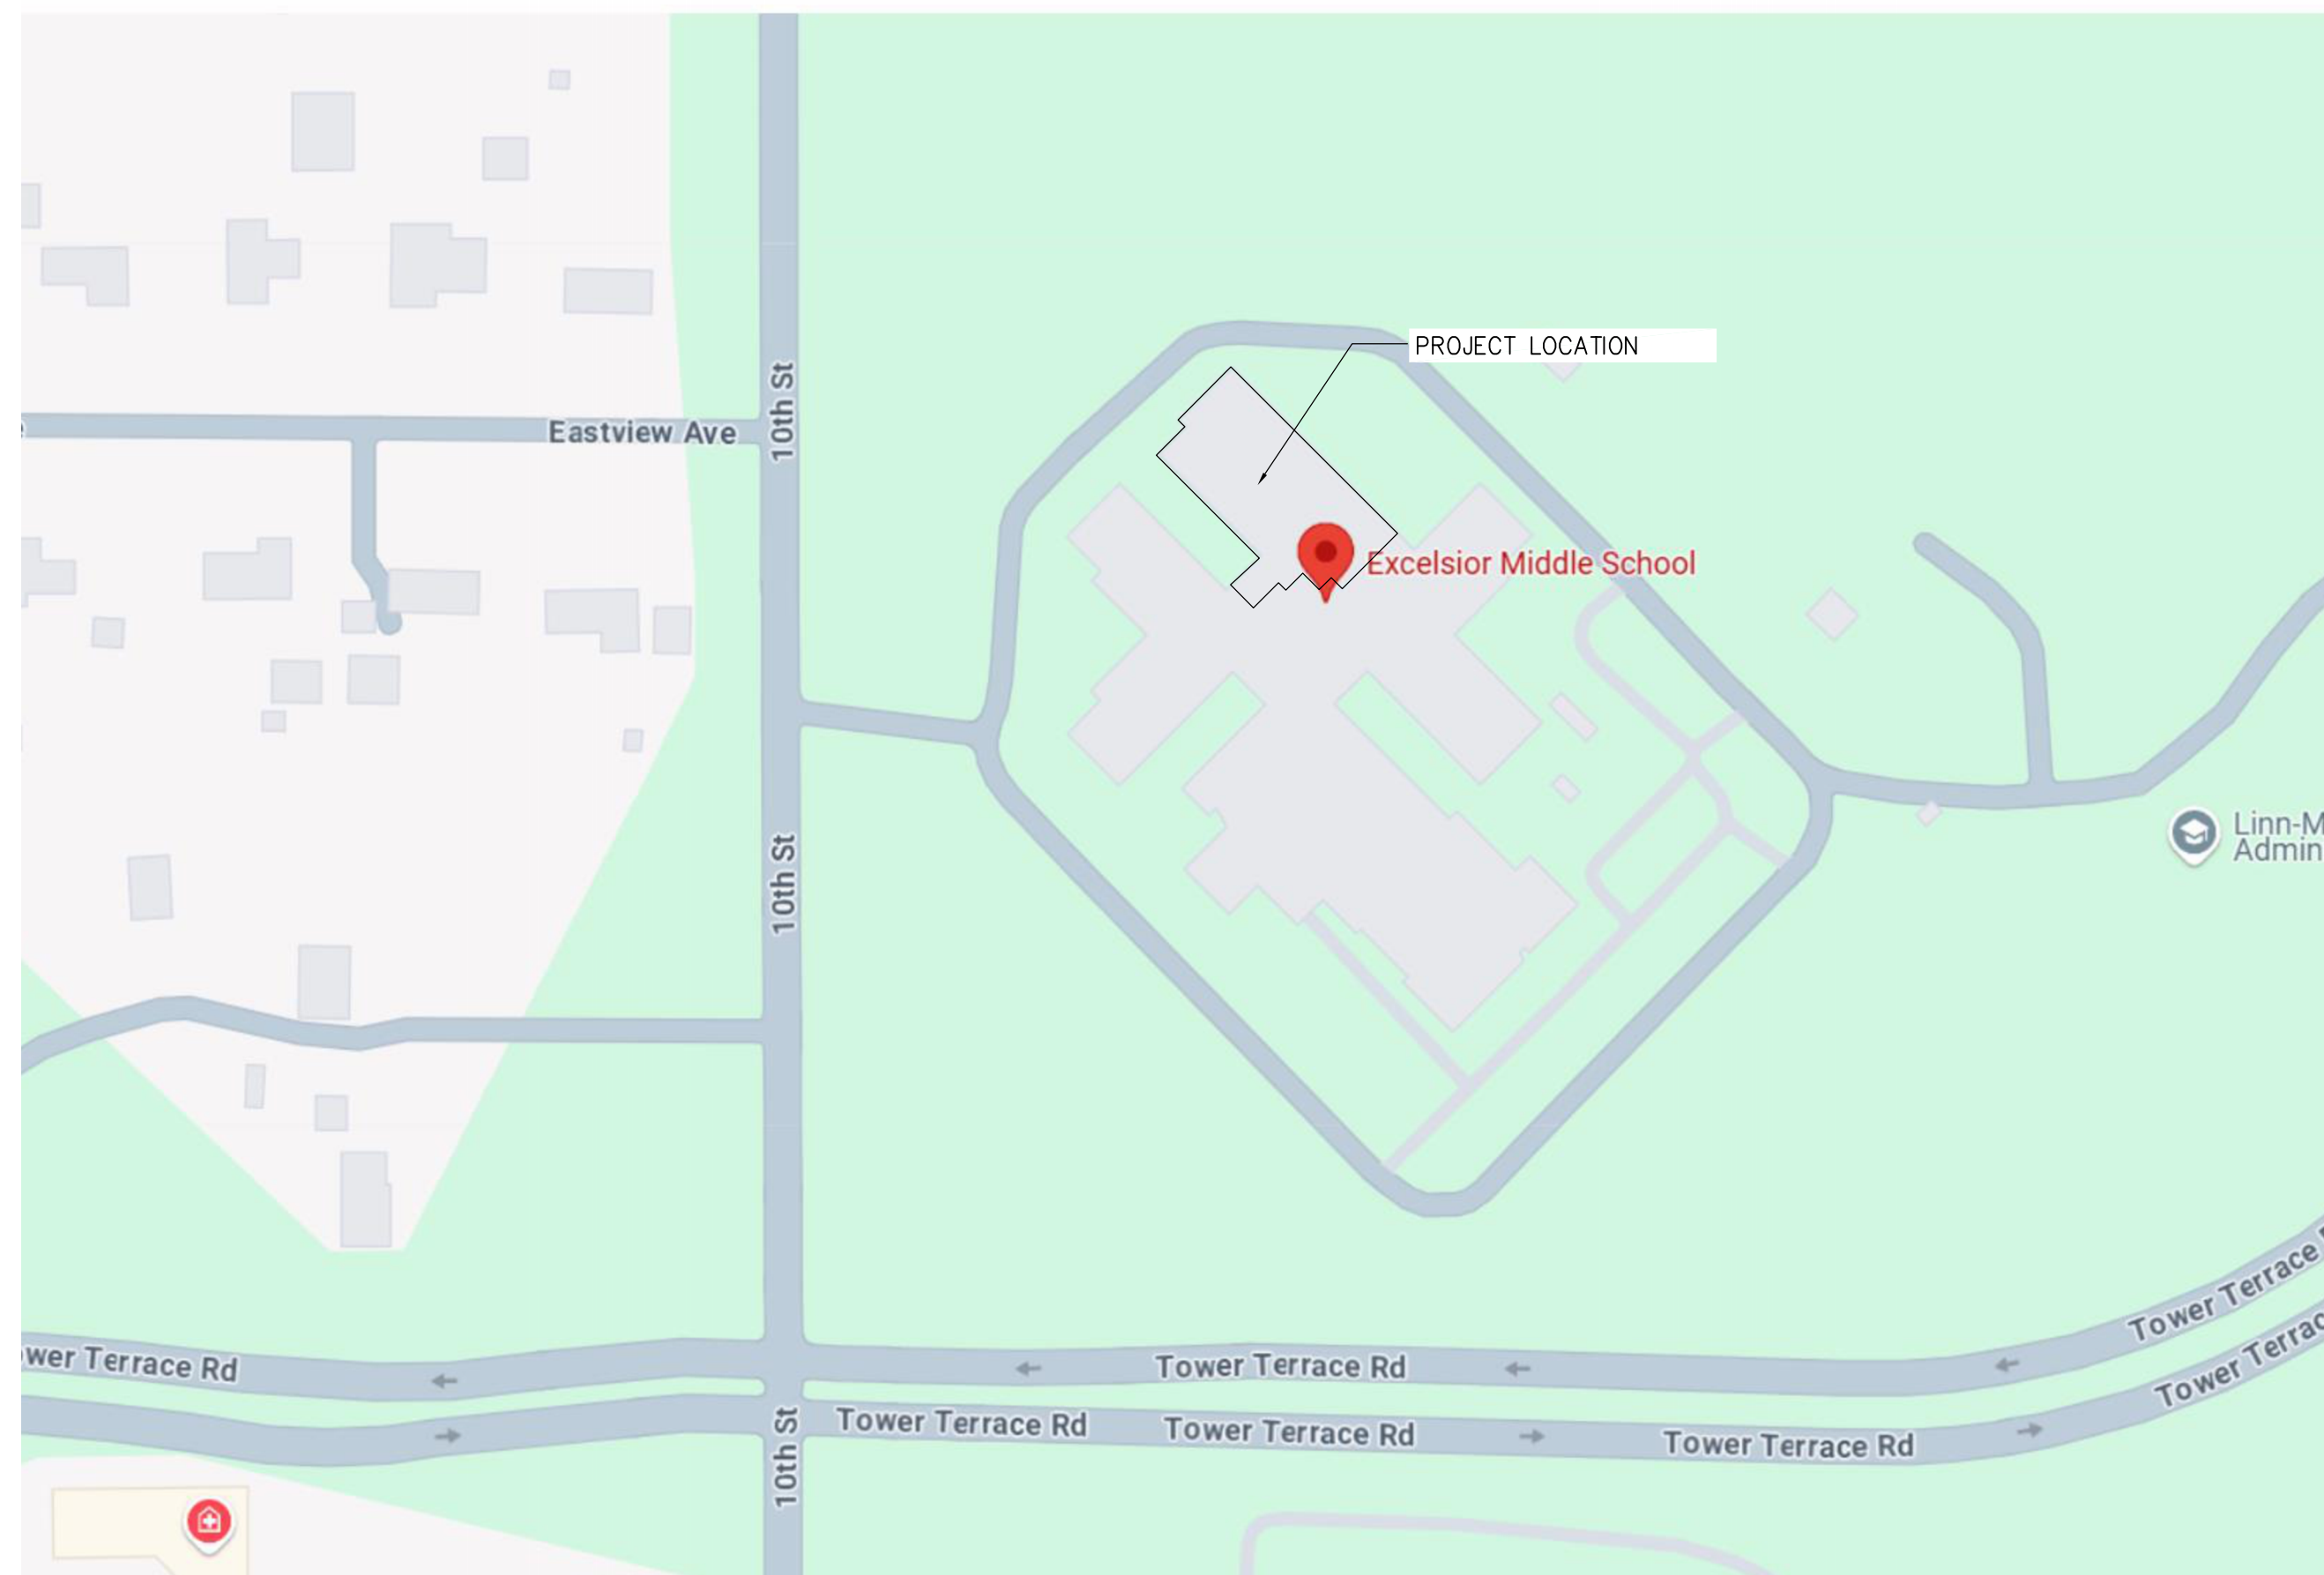 PROJECT LOCATION
10th St
Eastview Ave
Excelsior Middle School
10th St
Linn-M
Admin
Tower Terrace
Tower Terrac
wer Terrace Rd
Tower Terrace Rd
10th St
Tower Terrace Rd
Tower Terrace Rd
Tower Terrace Rd